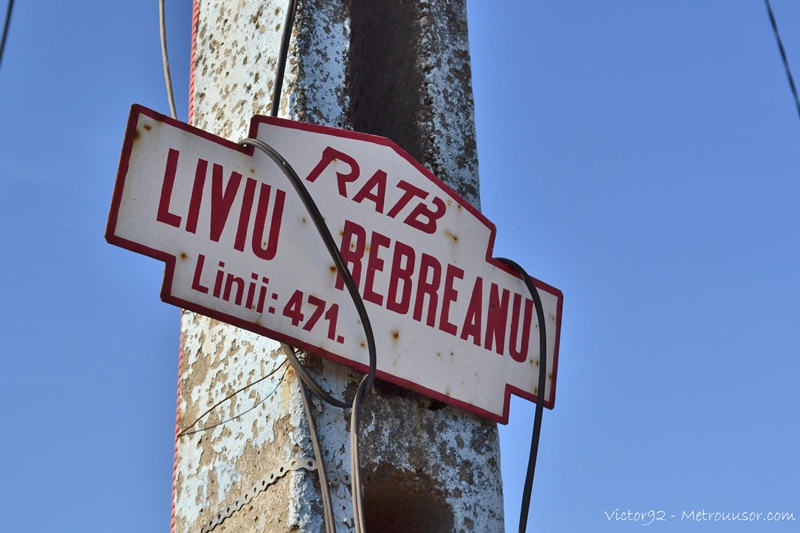 RATB
LIVIU REBREANU
Linii: 471.
Victor92 - Metrouusor.com